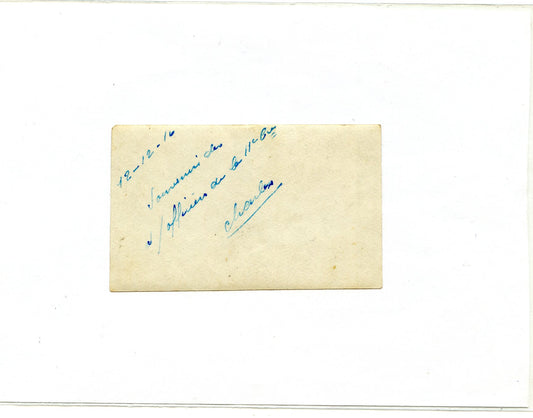 12-12-16
Souvenir des
s/officiers de la 11e Cie
Charles